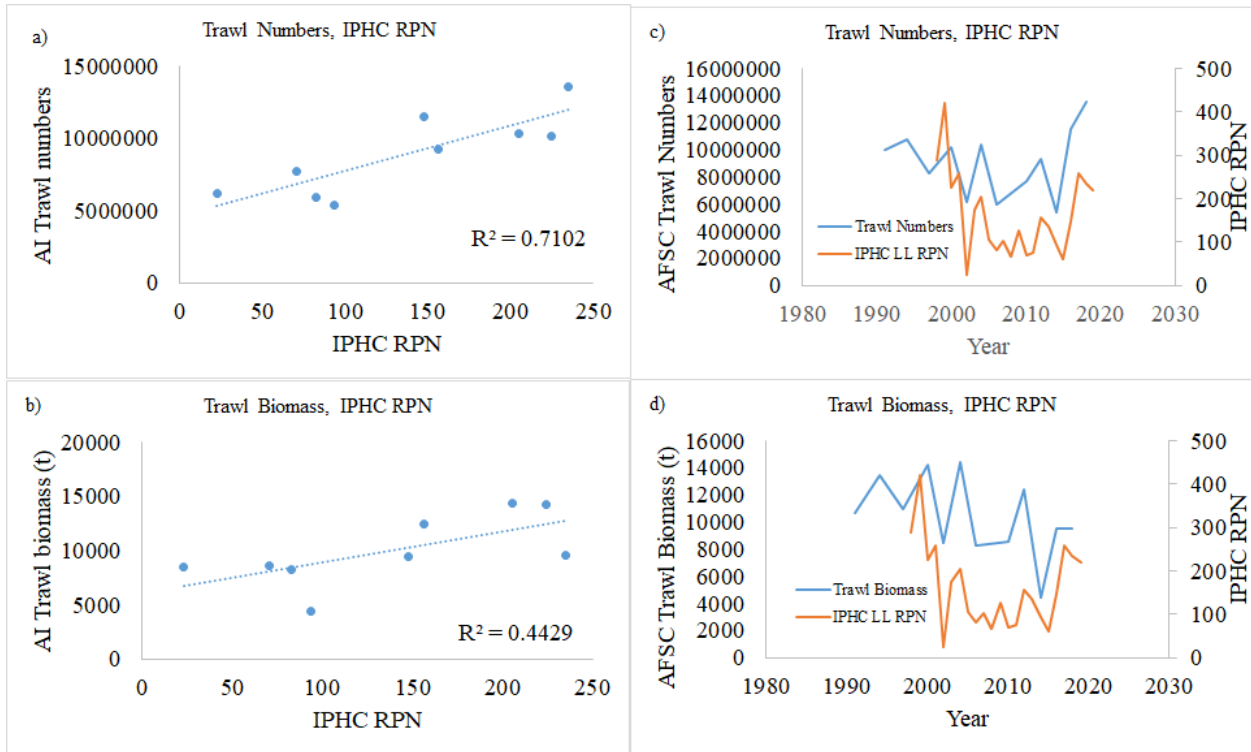 a)
Trawl Numbers, IPHC RPN
AI Trawl numbers
15000000
10000000
5000000
0
R² = 0.7102
0 50 100 150 200 250
IPHC RPN
b)
Trawl Biomass, IPHC RPN
AI Trawl biomass (t)
20000
15000
10000
5000
0
R² = 0.4429
0 50 100 150 200 250
IPHC RPN
c)
Trawl Numbers, IPHC RPN
AFSC Trawl Numbers
16000000
14000000
12000000
10000000
8000000
6000000
4000000
2000000
0
Trawl Numbers
IPHC LL RPN
500
400
300
200
100
0
IPHC RPN
1980 1990 2000 2010 2020 2030
Year
d)
Trawl Biomass, IPHC RPN
AFSC Trawl Biomass (t)
16000
14000
12000
10000
8000
6000
4000
2000
0
Trawl Biomass
IPHC LL RPN
500
400
300
200
100
0
IPHC RPN
1980 1990 2000 2010 2020 2030
Year